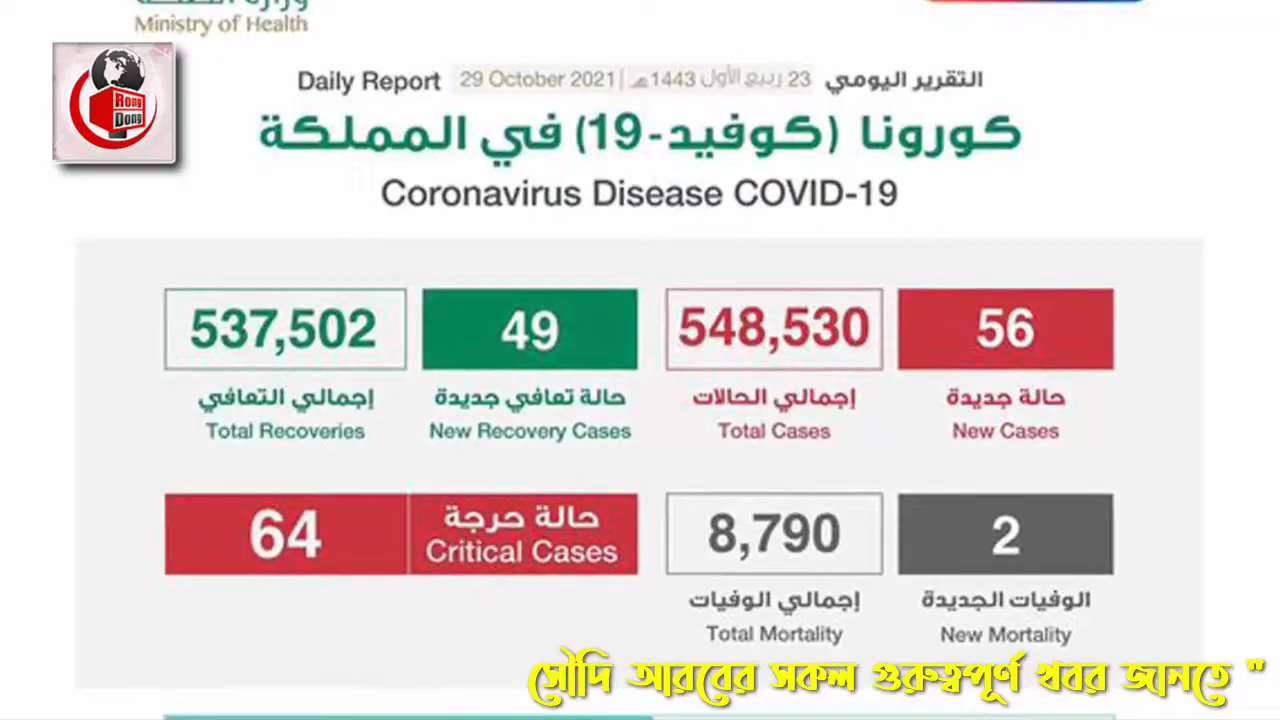 Ministry of Health
Rong
Dong
Daily Report 29 October 2021 | 23 ربيع الأول 1443هـ التقرير اليومي
كورونا (كوفيد-19) في المملكة
Coronavirus Disease COVID-19
537,502 49 548,530 56
إجمالي التعافي حالة تعافي جديدة إجمالي الحالات حالة جديدة
Total Recoveries New Recovery Cases Total Cases New Cases
64 حالة حرجة 8,790 2
Critical Cases
إجمالي الوفيات الوفيات الجديدة
Total Mortality New Mortality
সৌদি আরবের সকল গুরুত্বপূর্ণ খবর জানতে "